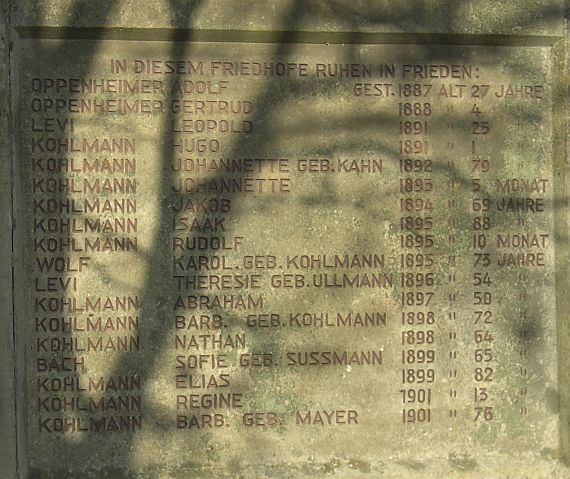 IN DIESEM FRIEDHOFE RUHEN IN FRIEDEN:
OPPENHEIMER ADOLF GEST. 1887 ALT 27 JAHRE
OPPENHEIMER GERTRUD 1888 " 4 "
LEVI LEOPOLD 1891 " 25 "
KOHLMANN HUGO 1891 " 1 "
KOHLMANN JOHANNETTE GEB. KAHN 1892 " 79 "
KOHLMANN JOHANNETTE 1893 " 5 MONAT
KOHLMANN JAKOB 1894 " 69 JAHRE
KOHLMANN ISAAK 1895 " 88 "
KOHLMANN RUDOLF 1895 " 10 MONAT
WOLF KAROL. GEB. KOHLMANN 1895 " 73 JAHRE
LEVI THERESIE GEB. ULLMANN 1896 " 54 "
KOHLMANN ABRAHAM 1897 " 50 "
KOHLMANN BARB. GEB. KOHLMANN 1898 " 72 "
KOHLMANN NATHAN 1898 " 64 "
BACH SOFIE GEB. SUSSMANN 1899 " 65 "
KOHLMANN ELIAS 1899 " 82 "
KOHLMANN REGINE 1901 " 13 "
KOHLMANN BARB. GEB. MAYER 1901 " 76 "